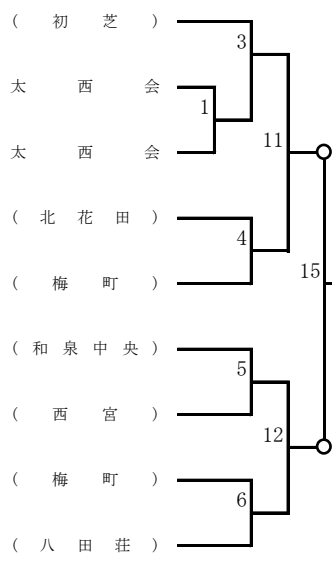 (初芝)
3
太西会
1
太西会
11
(北花田)
4
(梅町)
15
(和泉中央)
5
(西宮)
12
(梅町)
6
(八田荘)